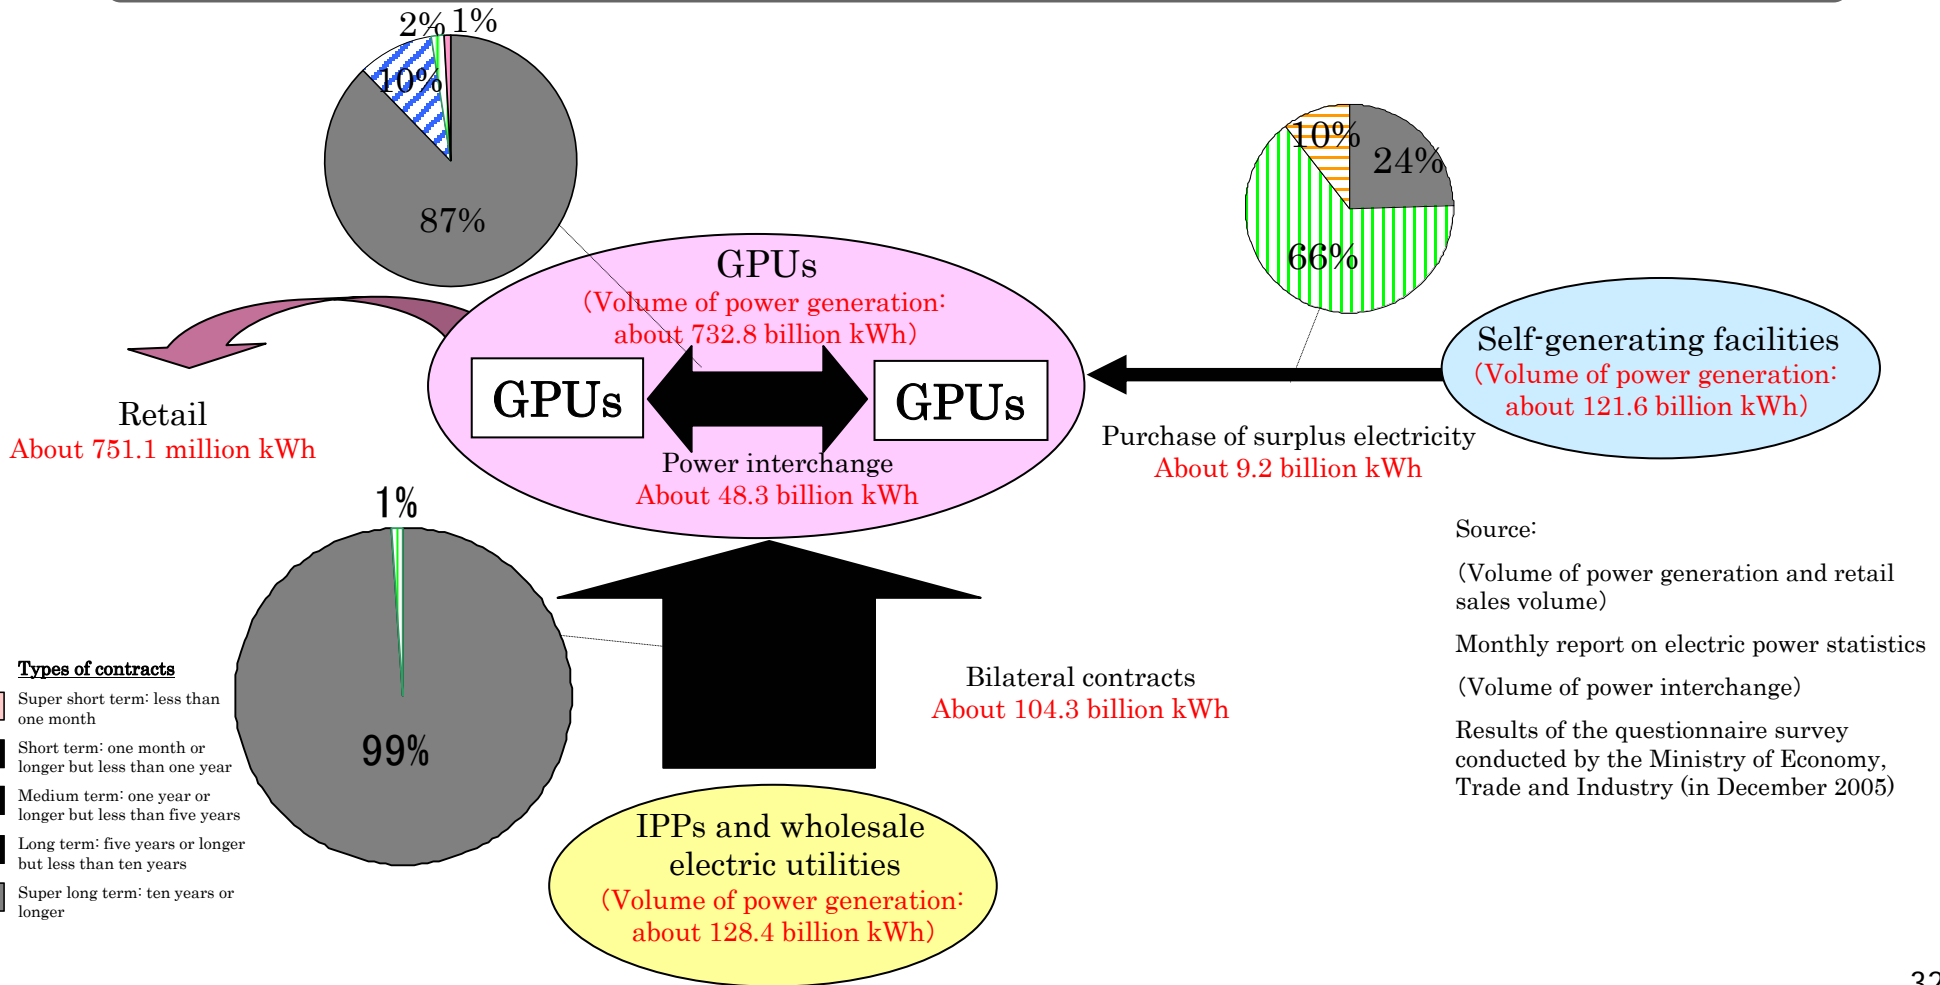 2%
1%
10%
87%
10%
24%
66%
GPUs
(Volume of power generation:
about 732.8 billion kWh)
GPUs
GPUs
Power interchange
About 48.3 billion kWh
Self-generating facilities
(Volume of power generation:
about 121.6 billion kWh)
Retail
About 751.1 million kWh
Purchase of surplus electricity
About 9.2 billion kWh
1%
99%
Types of contracts
Super short term: less than
one month
Short term: one month or
longer but less than one year
Medium term: one year or
longer but less than five years
Long term: five years or longer
but less than ten years
Super long term: ten years or
longer
Bilateral contracts
About 104.3 billion kWh
IPPs and wholesale
electric utilities
(Volume of power generation:
about 128.4 billion kWh)
Source:
(Volume of power generation and retail
sales volume)
Monthly report on electric power statistics
(Volume of power interchange)
Results of the questionnaire survey
conducted by the Ministry of Economy,
Trade and Industry (in December 2005)
32